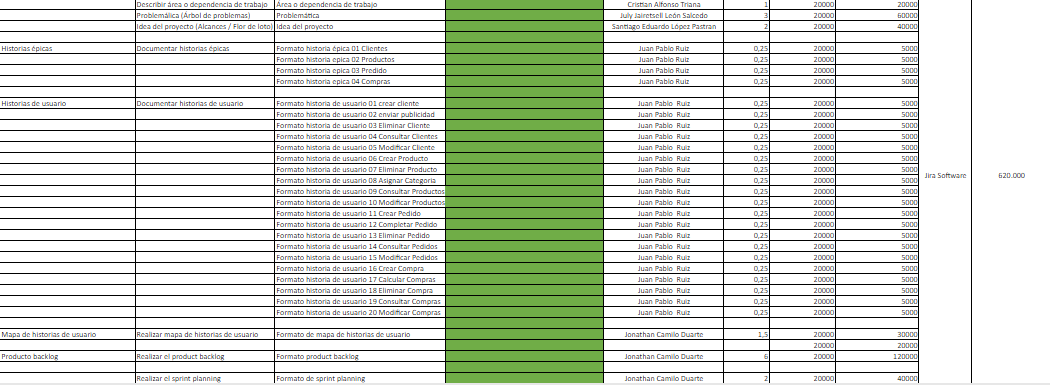 Describir área o dependencia de trabajo Área o dependencia de trabajo Cristian Alfonso Triana 1 20000 20000
Problemálica (Árbol de problemas) Problemática July Jairetsell León Salcedo 3 20000 60000
Idea del proyecto (Alcances / Flor de loto) Idea del proyecto Santiago Eduardo López Pastran 2 20000 40000
Historias épicas Documentar historias épicas Formato historia épica 01 Clientes Juan Pablo Ruiz 0,25 20000 5000
Formato historia epica 02 Productos Juan Pablo Ruiz 0,25 20000 5000
Formato historia epica 03 Predido Juan Pablo Ruiz 0,25 20000 5000
Formato historia epica 04 Compras Juan Pablo Ruiz 0,25 20000 5000
Historias de usuario Documentar historias de usuario Formato historia de usuario 01 crear cliente Juan Pablo Ruiz 0,25 20000 5000
Formato historia de usuario 02 enviar publicidad Juan Pablo Ruiz 0,25 20000 5000
Formato historia de usuario 03 Eliminar Cliente Juan Pablo Ruiz 0,25 20000 5000
Formato historia de usuario 04 Consultar Clientes Juan Pablo Ruiz 0,25 20000 5000
Formato historia de usuario 05 Modificar Cliente Juan Pablo Ruiz 0,25 20000 5000
Formato historia de usuario 06 Crear Producto Juan Pablo Ruiz 0,25 20000 5000
Formato historia de usuario 07 Eliminar Producto Juan Pablo Ruiz 0,25 20000 5000
Formato historia de usuario 08 Asignar Categoria Juan Pablo Ruiz 0,25 20000 5000
Jira Software 620.000
Formato historia de usuario 09 Consultar Productos Juan Pablo Ruiz 0,25 20000 5000
Formato historia de usuario 10 Modificar Productos Juan Pablo Ruiz 0,25 20000 5000
Formato historia de usuario 11 Crear Pedido Juan Pablo Ruiz 0,25 20000 5000
Formato historia de usuario 12 Completar Pedido Juan Pablo Ruiz 0,25 20000 5000
Formato historia de usuario 13 Eliminar Pedido Juan Pablo Ruiz 0,25 20000 5000
Formato historia de usuario 14 Consultar Pedidos Juan Pablo Ruiz 0,25 20000 5000
Formato historia de usuario 15 Modificar Pedidos Juan Pablo Ruiz 0,25 20000 5000
Formato historia de usuario 16 Crear Compra Juan Pablo Ruiz 0,25 20000 5000
Formato historia de usuario 17 Calcular Compras Juan Pablo Ruiz 0,25 20000 5000
Formato historia de usuario 18 Eliminar Compra Juan Pablo Ruiz 0,25 20000 5000
Formato historia de usuario 19 Consultar Compras Juan Pablo Ruiz 0,25 20000 5000
Formato historia de usuario 20 Modificar Compras Juan Pablo Ruiz 0,25 20000 5000
Mapa de historias de usuario Realizar mapa de historias de usuario Formato de mapa de historias de usuario Jonathan Camilo Duarte 1,5 20000 30000
20000 20000
Producto backlog Realizar el product backlog Formato product backlog Jonathan Camilo Duarte 6 20000 120000
Realizar el sprint planning Formato de sprint planning Jonathan Camilo Duarte 2 20000 40000